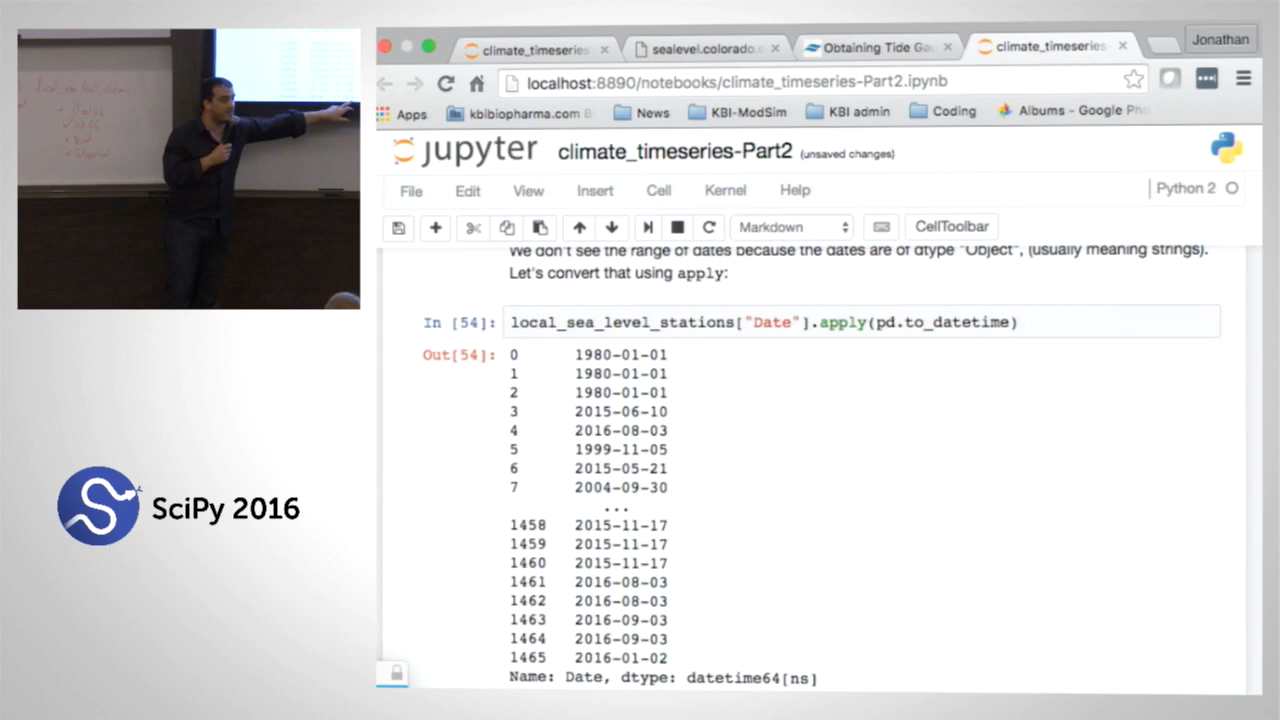 climate_timeseries
sealevel.colorado.e
Obtaining Tide Gau
climate_timeseries
Jonathan
localhost:8890/notebooks/climate_timeseries-Part2.ipynb
Apps kbibiopharma.com News KBI-ModSim KBI admin Coding Albums - Google
jupyter climate_timeseries-Part2 (unsaved changes)
File Edit View Insert Cell Kernel Help Python 2
Markdown CellToolbar
We don't see the range of dates because the dates are of dtype "Object", (usually meaning strings).
Let's convert that using apply:
In [54]: local_sea_level_stations["Date"].apply(pd.to_datetime)
Out[54]: 0 1980-01-01
1 1980-01-01
2 1980-01-01
3 2015-06-10
4 2016-08-03
5 1999-11-05
6 2015-05-21
7 2004-09-30
...
1458 2015-11-17
1459 2015-11-17
1460 2015-11-17
1461 2016-08-03
1462 2016-08-03
1463 2016-09-03
1464 2016-09-03
1465 2016-01-02
Name: Date, dtype: datetime64[ns]
SciPy 2016